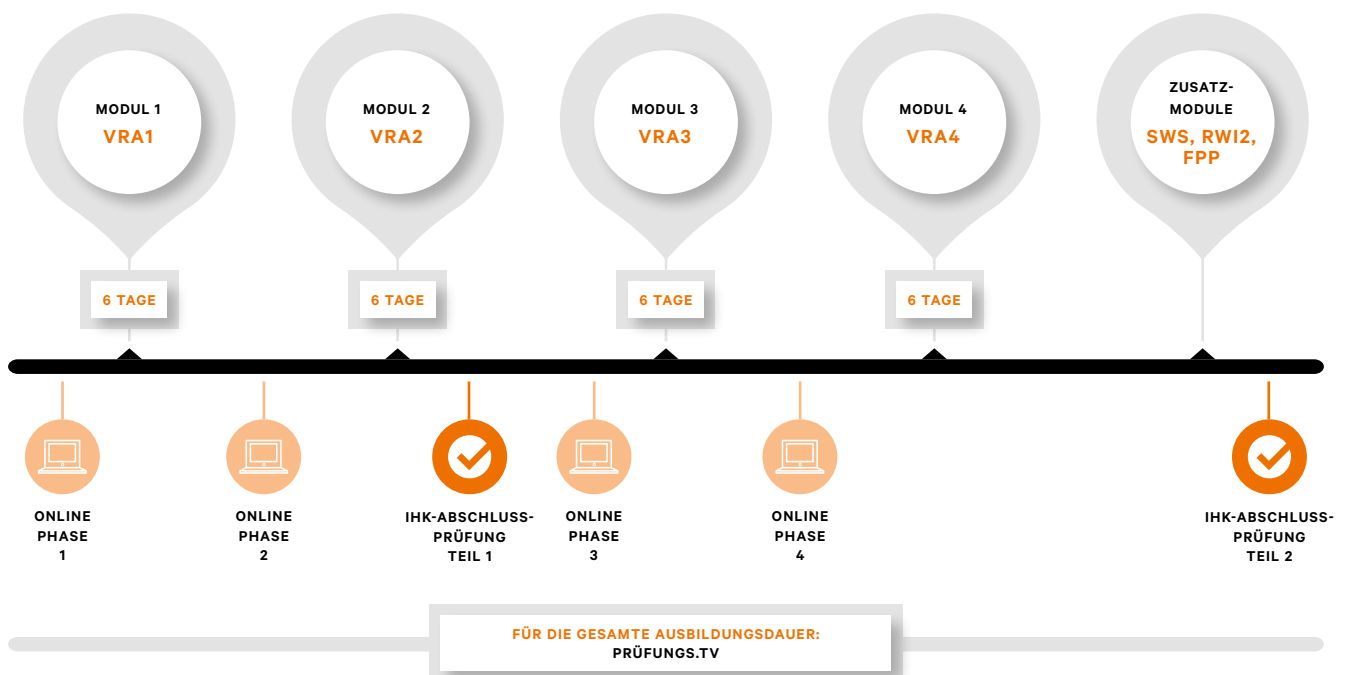 MODUL 1
VRA1
MODUL 2
VRA2
MODUL 3
VRA3
MODUL 4
VRA4
ZUSATZ-
MODULE
SWS, RWI2,
FPP
6 TAGE
6 TAGE
6 TAGE
6 TAGE
ONLINE
PHASE
1
ONLINE
PHASE
2
IHK-ABSCHLUSS-
PRÜFUNG
TEIL 1
ONLINE
PHASE
3
ONLINE
PHASE
4
IHK-ABSCHLUSS-
PRÜFUNG
TEIL 2
FÜR DIE GESAMTE AUSBILDUNGSDAUER:
PRÜFUNGS.TV